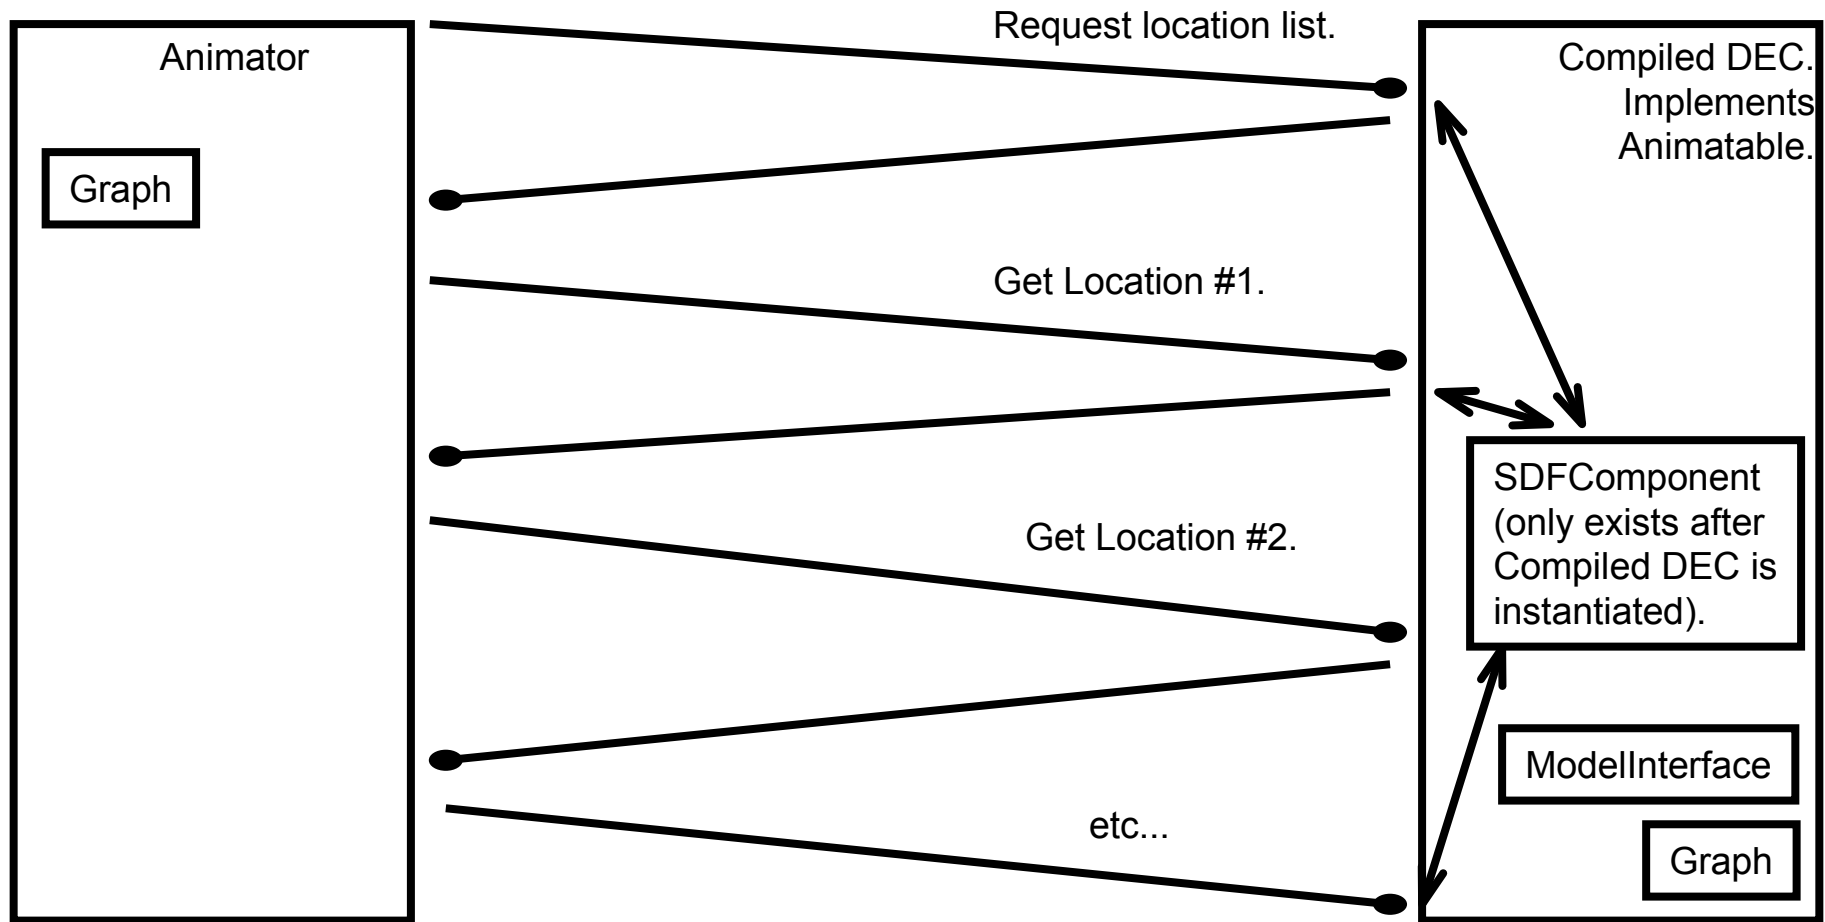 Animator
Graph
Request location list.
Get Location #1.
Get Location #2.
etc...
Compiled DEC.
Implements
Animatable.
SDFComponent
(only exists after
Compiled DEC is
instantiated).
ModelInterface
Graph